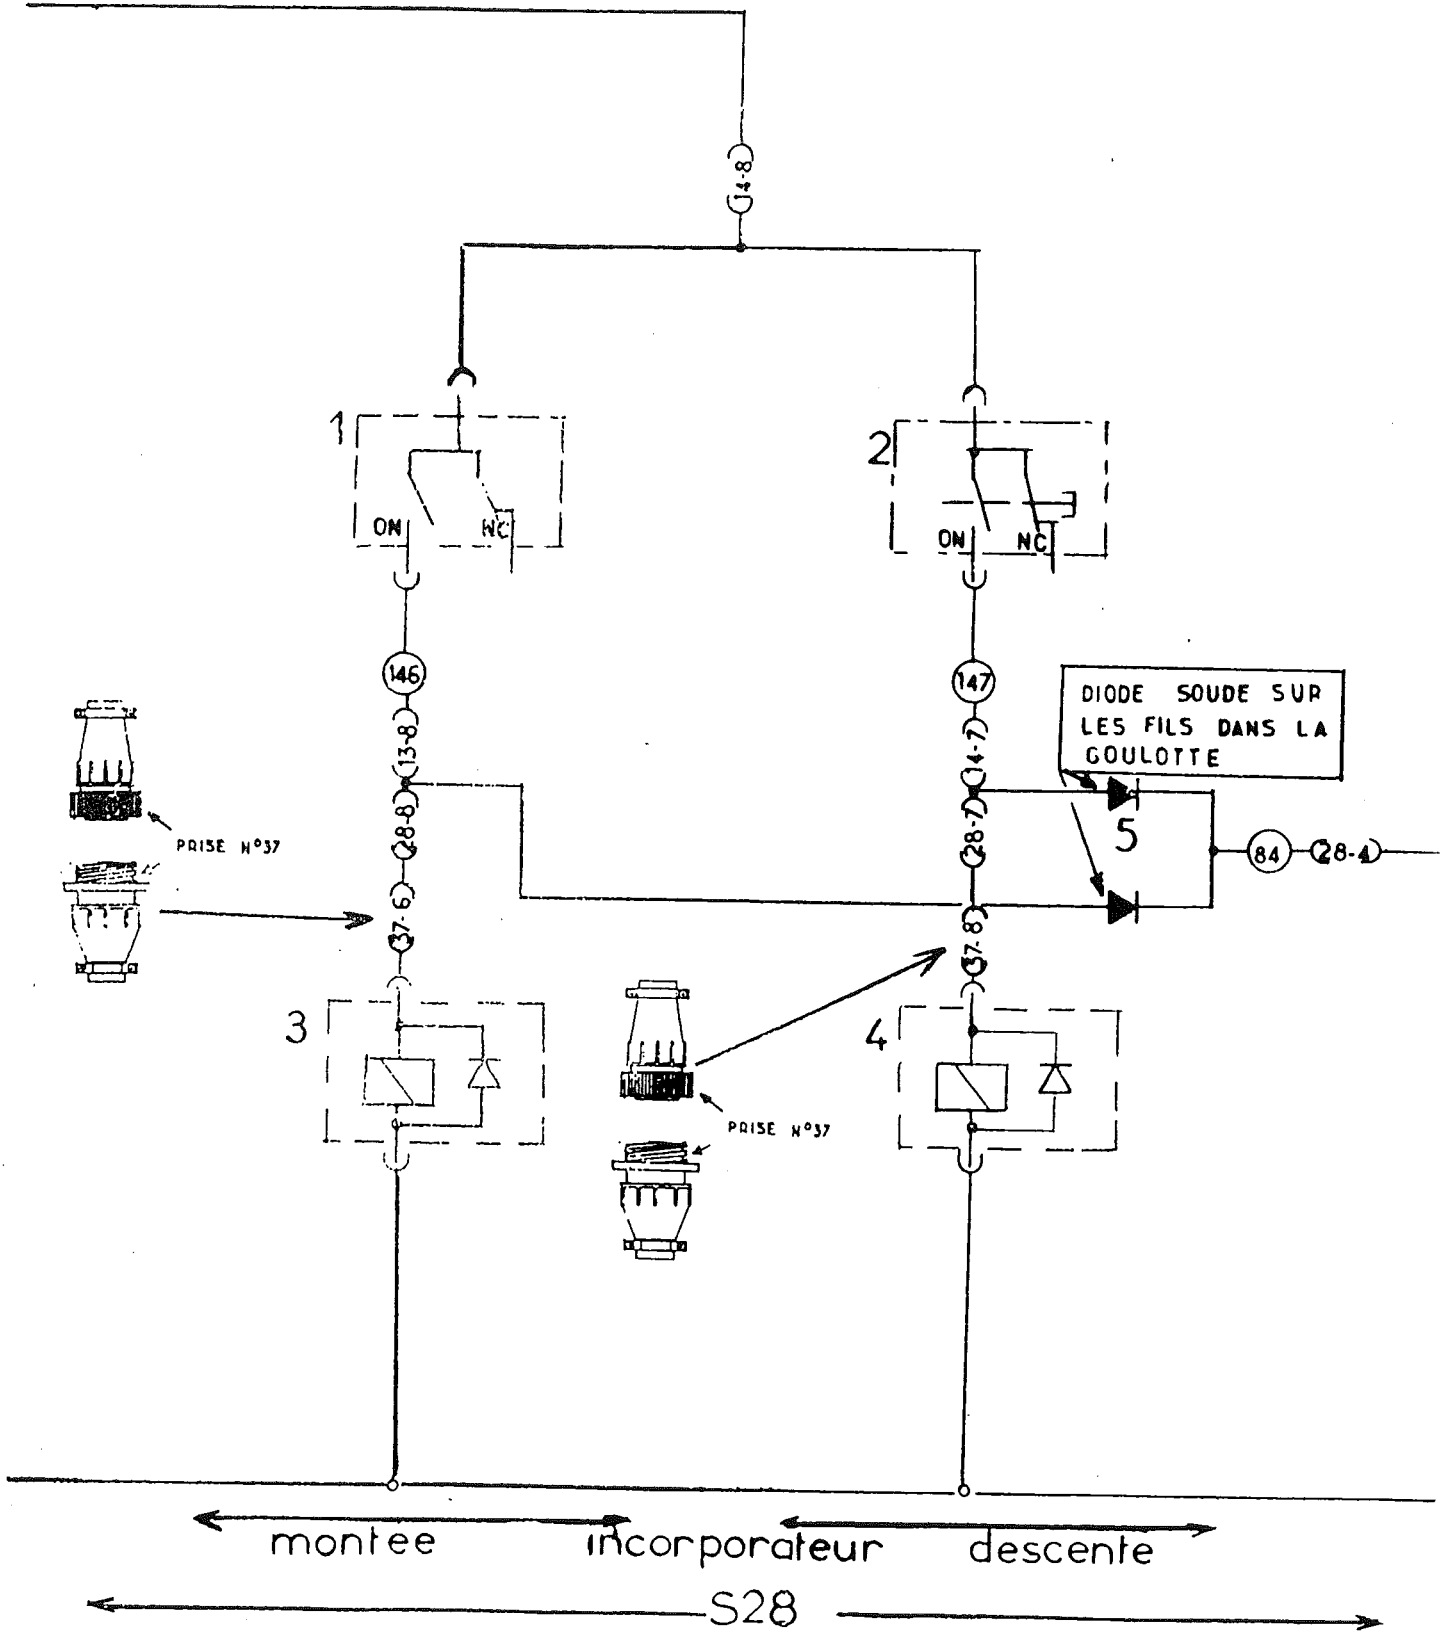 14-8
1
ON
NC
2
ON
NC
146
13-8
28-8
37-6
147
14-7
28-7
37-8
DIODE SOUDE SUR
LES FILS DANS LA
GOULOTTE
5
84
28-4
PRISE N°37
3
4
PRISE N°37
montee
incorporateur
descente
S28